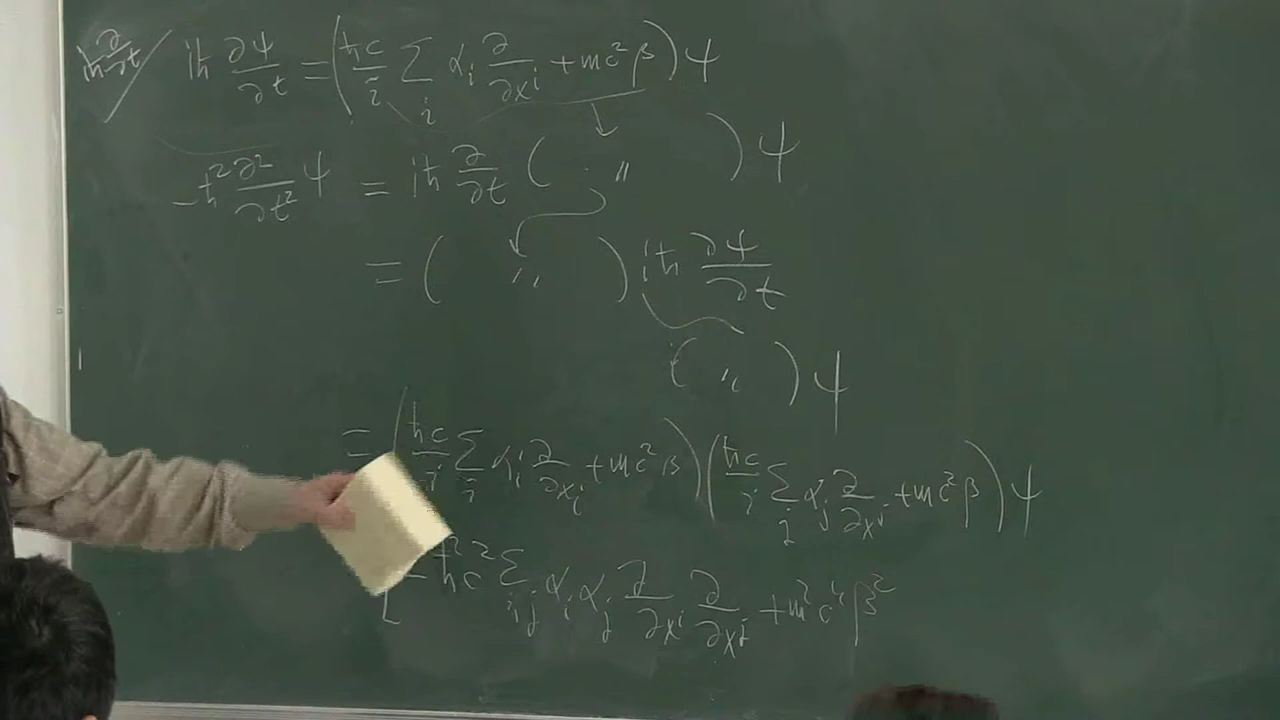 iħ ∂/∂t / iħ ∂ψ/∂t = (ħc/i Σ_i α_i ∂/∂x^i + mc²β)ψ
−ħ² ∂²/∂t² ψ = iħ ∂/∂t ( 〃 )ψ
= ( 〃 ) iħ ∂ψ/∂t
( 〃 )ψ
= (ħc/i Σ_i α_i ∂/∂x_i + mc²β)(ħc/i Σ_j α_j ∂/∂x^j + mc²β)ψ
[−ħ²c² Σ_ij α_i α_j ∂/∂x^i ∂/∂x^j + m²c⁴β²